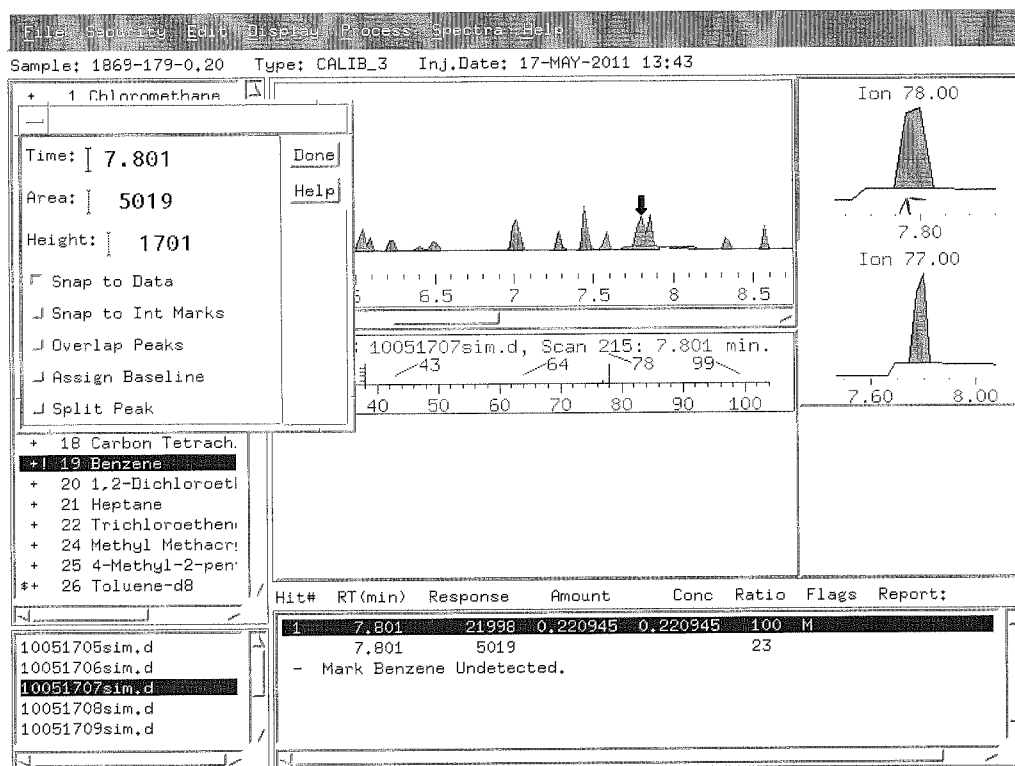 File Security Edit Display Process Spectra Help
Sample: 1869-179-0.20 Type: CALIB_3 Inj.Date: 17-MAY-2011 13:43
+ 1 Chloromethane
Time: 7.801
Done
Area: 5019
Help
Height: 1701
Snap to Data
Snap to Int Marks
Overlap Peaks
Assign Baseline
Split Peak
6.5 7 7.5 8 8.5
10051707sim.d, Scan 215: 7.801 min.
43 64 78 99
40 50 60 70 80 90 100
Ion 78.00
7.80
Ion 77.00
7.60 8.00
+ 18 Carbon Tetrach
+! 19 Benzene
+ 20 1,2-Dichloroet
+ 21 Heptane
+ 22 Trichloroethen
+ 24 Methyl Methacr
+ 25 4-Methyl-2-pen
$+ 26 Toluene-d8
Hit# RT(min) Response Amount Conc Ratio Flags Report:
1 7.801 21998 0.220945 0.220945 100 M
7.801 5019 23
- Mark Benzene Undetected.
10051705sim.d
10051706sim.d
10051707sim.d
10051708sim.d
10051709sim.d